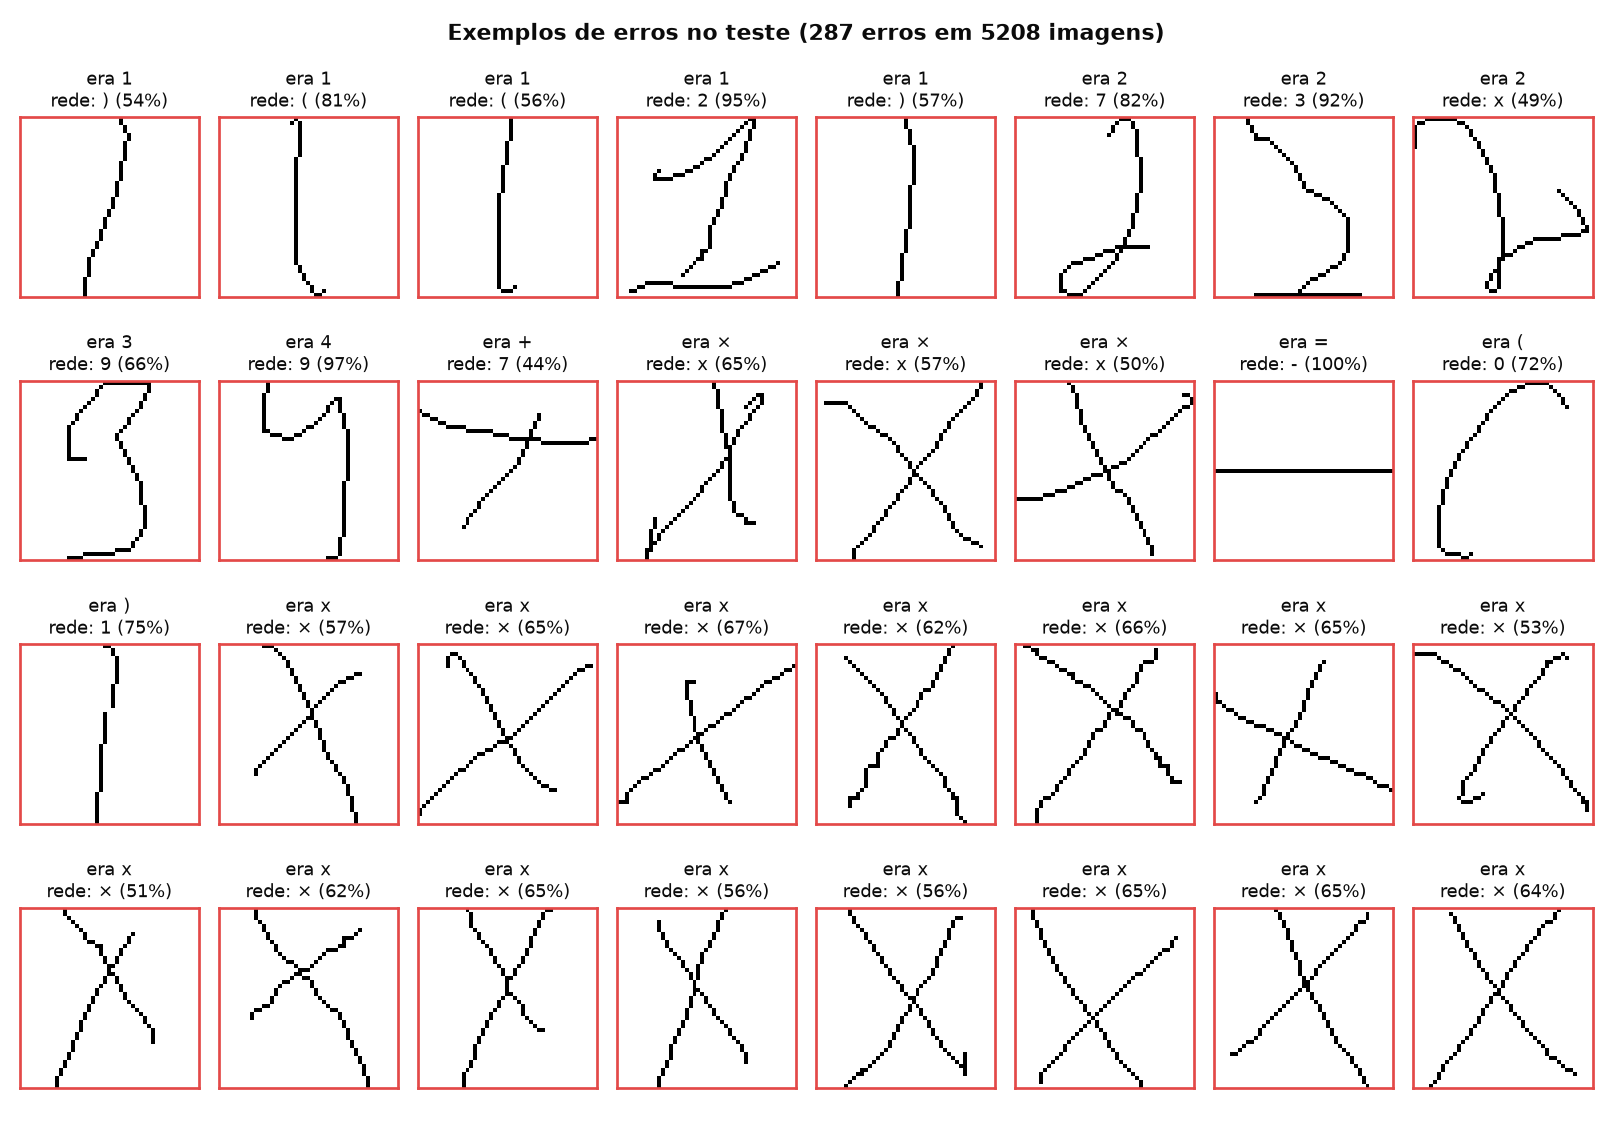 Exemplos de erros no teste (287 erros em 5208 imagens)
era 1
rede: ) (54%)
era 1
rede: ( (81%)
era 1
rede: ( (56%)
era 1
rede: 2 (95%)
era 1
rede: ) (57%)
era 2
rede: 7 (82%)
era 2
rede: 3 (92%)
era 2
rede: x (49%)
era 3
rede: 9 (66%)
era 4
rede: 9 (97%)
era +
rede: 7 (44%)
era ×
rede: x (65%)
era ×
rede: x (57%)
era ×
rede: x (50%)
era =
rede: - (100%)
era (
rede: 0 (72%)
era )
rede: 1 (75%)
era x
rede: × (57%)
era x
rede: × (65%)
era x
rede: × (67%)
era x
rede: × (62%)
era x
rede: × (66%)
era x
rede: × (65%)
era x
rede: × (53%)
era x
rede: × (51%)
era x
rede: × (62%)
era x
rede: × (65%)
era x
rede: × (56%)
era x
rede: × (56%)
era x
rede: × (65%)
era x
rede: × (65%)
era x
rede: × (64%)